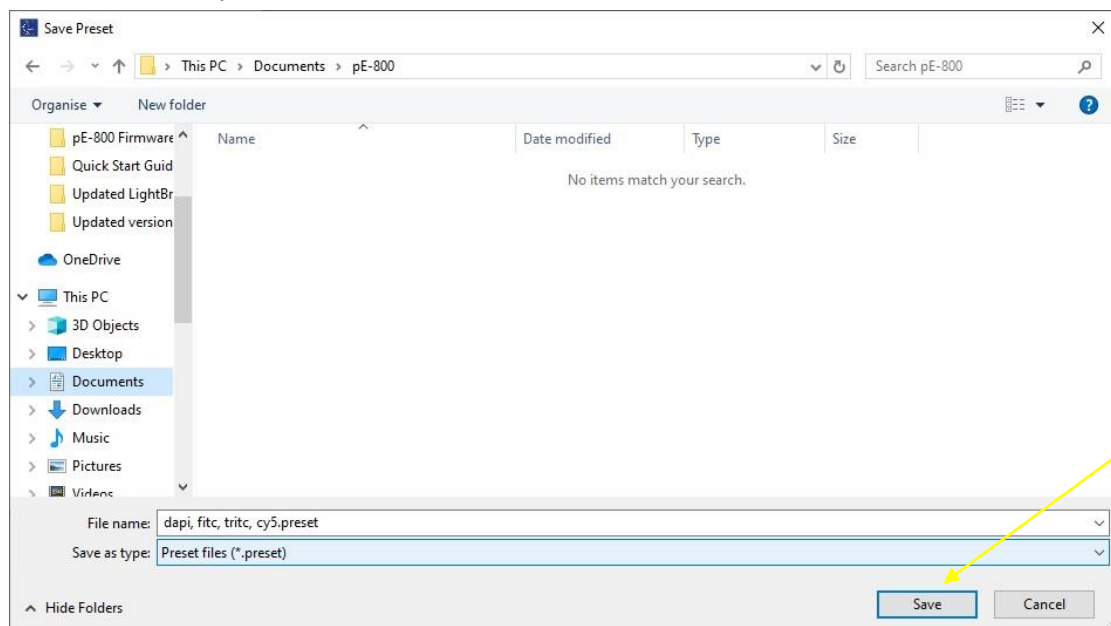 Save Preset
This PC > Documents > pE-800
Search pE-800
Organise
New folder
pE-800 Firmware
Quick Start Guid
Updated LightBr
Updated version
OneDrive
This PC
3D Objects
Desktop
Documents
Downloads
Music
Pictures
Videos
Name
Date modified
Type
Size
No items match your search.
File name: dapi, fitc, tritc, cy5.preset
Save as type: Preset files (*.preset)
Hide Folders
Save
Cancel